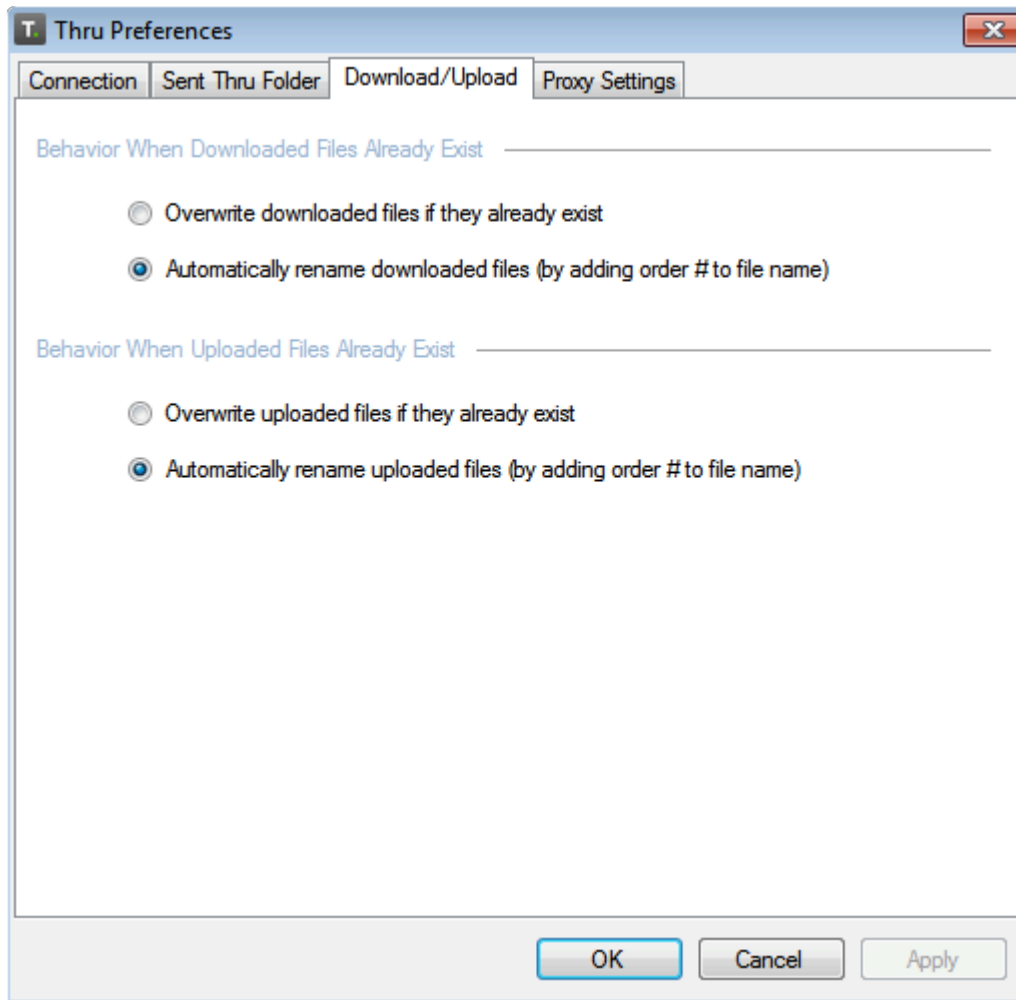 T. Thru Preferences
Connection Sent Thru Folder Download/Upload Proxy Settings
Behavior When Downloaded Files Already Exist
Overwrite downloaded files if they already exist
Automatically rename downloaded files (by adding order # to file name)
Behavior When Uploaded Files Already Exist
Overwrite uploaded files if they already exist
Automatically rename uploaded files (by adding order # to file name)
OK Cancel Apply